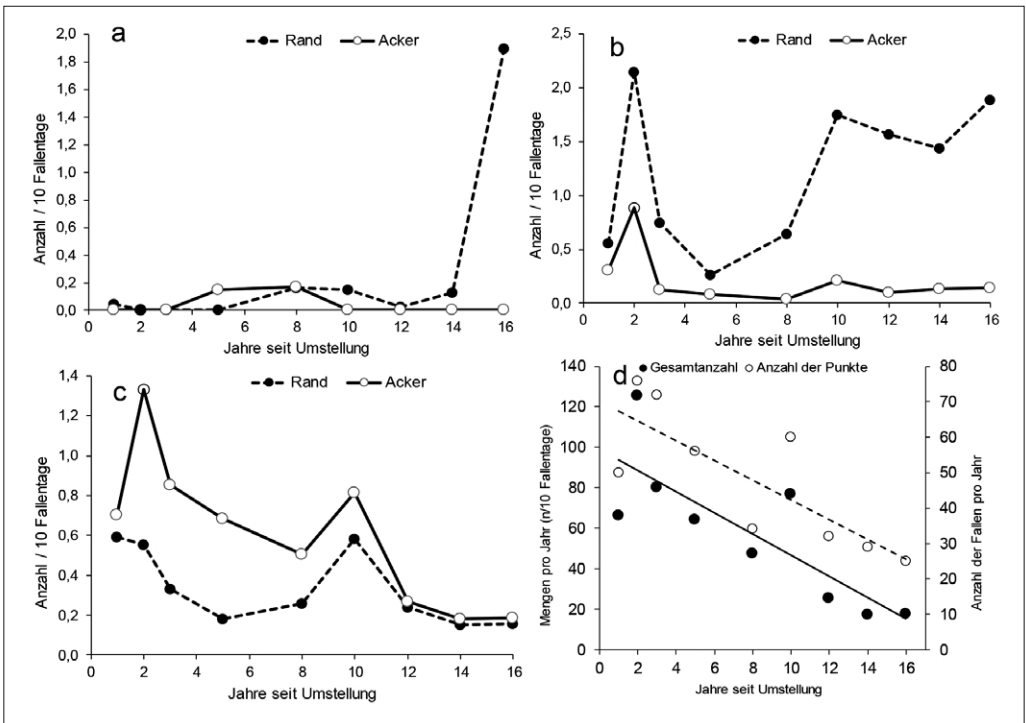 a
Rand Acker
Anzahl / 10 Fallentage
2,0
1,8
1,6
1,4
1,2
1,0
0,8
0,6
0,4
0,2
0,0
0 2 4 6 8 10 12 14 16
Jahre seit Umstellung
b
Rand Acker
Anzahl / 10 Fallentage
2,5
2,0
1,5
1,0
0,5
0,0
0 2 4 6 8 10 12 14 16
Jahre seit Umstellung
c
Rand Acker
Anzahl / 10 Fallentage
1,4
1,2
1,0
0,8
0,6
0,4
0,2
0,0
0 2 4 6 8 10 12 14 16
Jahre seit Umstellung
d
Gesamtanzahl Anzahl der Punkte
Mengen pro Jahr (n/10 Fallentage)
140
120
100
80
60
40
20
0
80
70
60
50
40
30
20
10
0
Anzahl der Fallen pro Jahr
0 2 4 6 8 10 12 14 16
Jahre seit Umstellung